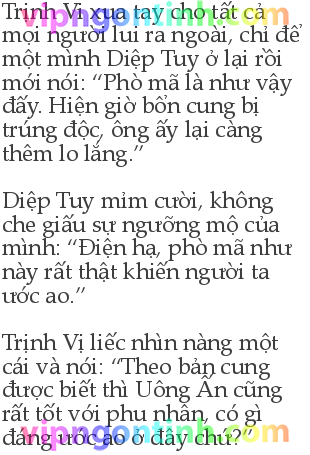 Trịnh Vị xua tay cho tất cả
mọi người lui ra ngoài, chỉ để
một mình Diệp Tuy ở lại rồi
mới nói: “Phò mã là như vậy
đấy. Hiện giờ bổn cung bị
trúng độc, ông ấy lại càng
thêm lo lắng.”
Diệp Tuy mỉm cười, không
che giấu sự ngưỡng mộ của
mình: “Điện hạ, phò mã như
này rất thật khiến người ta
ước ao.”
Trịnh Vị liếc nhìn nàng một
cái và nói: “Theo bản cung
được biết thì Uông Ấn cũng
rất tốt với phu nhân, có gì
đáng ước ao ở đây chứ?”
vipngontinh.com
vipngontinh.com